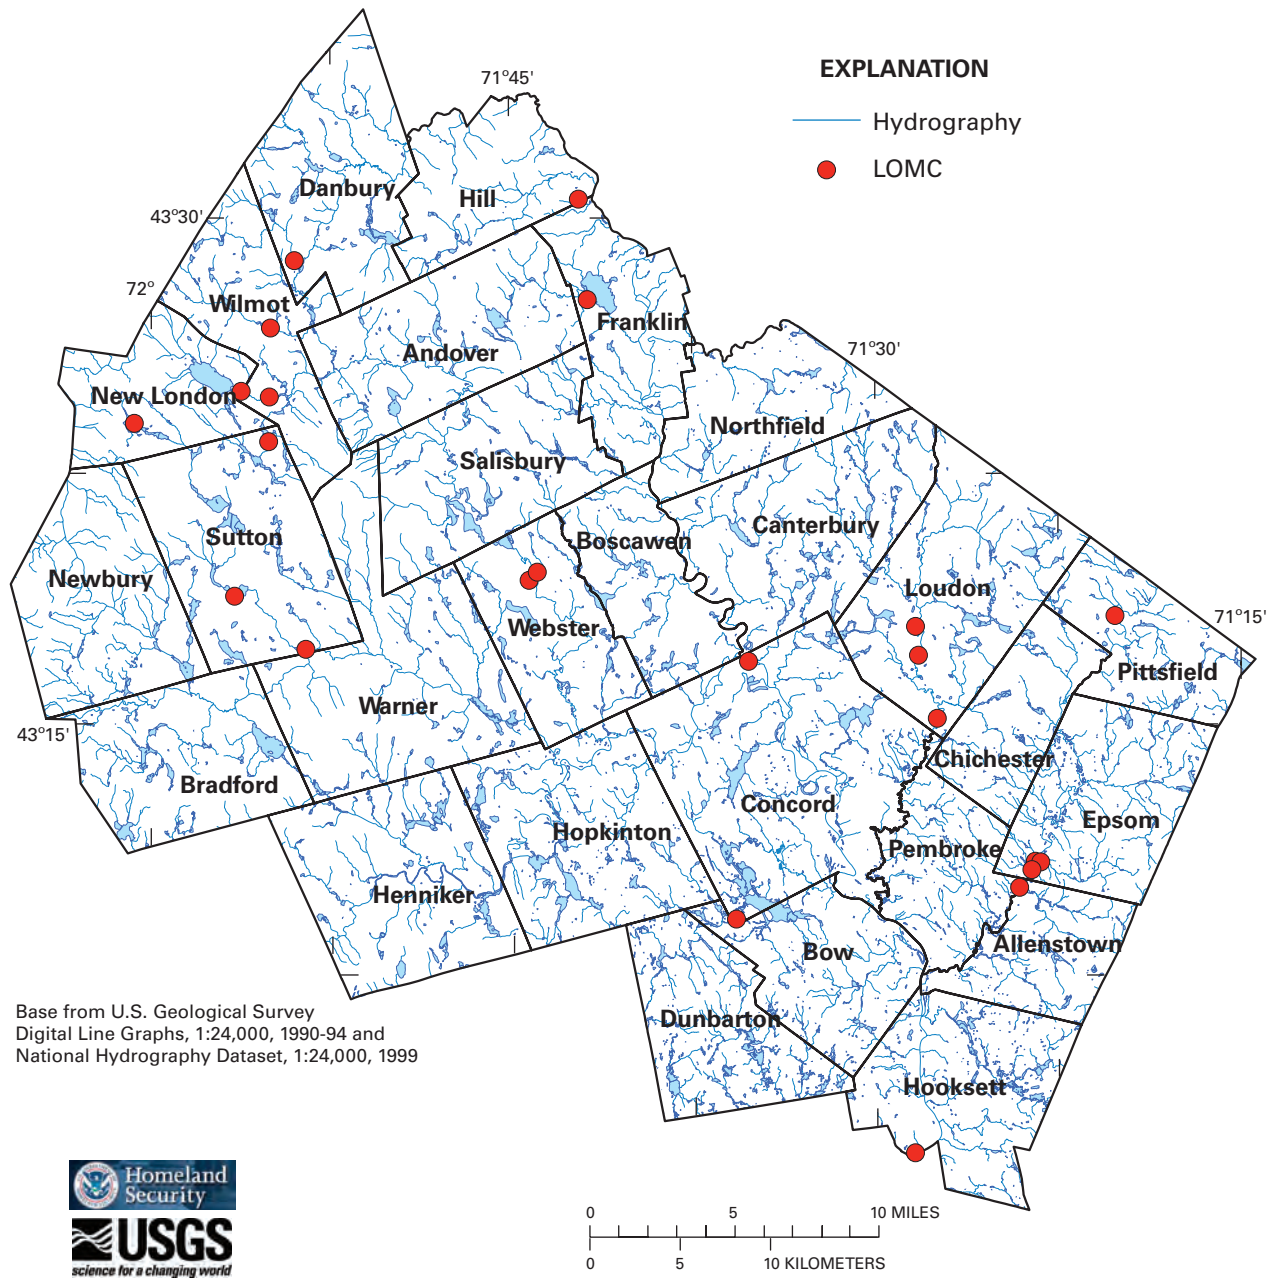 EXPLANATION
Hydrography
LOMC
71°45'
43°30'
72°
71°30'
71°15'
43°15'
Danbury
Hill
Wilmot
Franklin
Andover
New London
Northfield
Salisbury
Canterbury
Sutton
Boscawen
Newbury
Loudon
Webster
Pittsfield
Warner
Chichester
Bradford
Concord
Epsom
Hopkinton
Pembroke
Henniker
Allenstown
Bow
Dunbarton
Hooksett
Base from U.S. Geological Survey
Digital Line Graphs, 1:24,000, 1990-94 and
National Hydrography Dataset, 1:24,000, 1999
Homeland
Security
USGS
science for a changing world
0 5 10 MILES
0 5 10 KILOMETERS